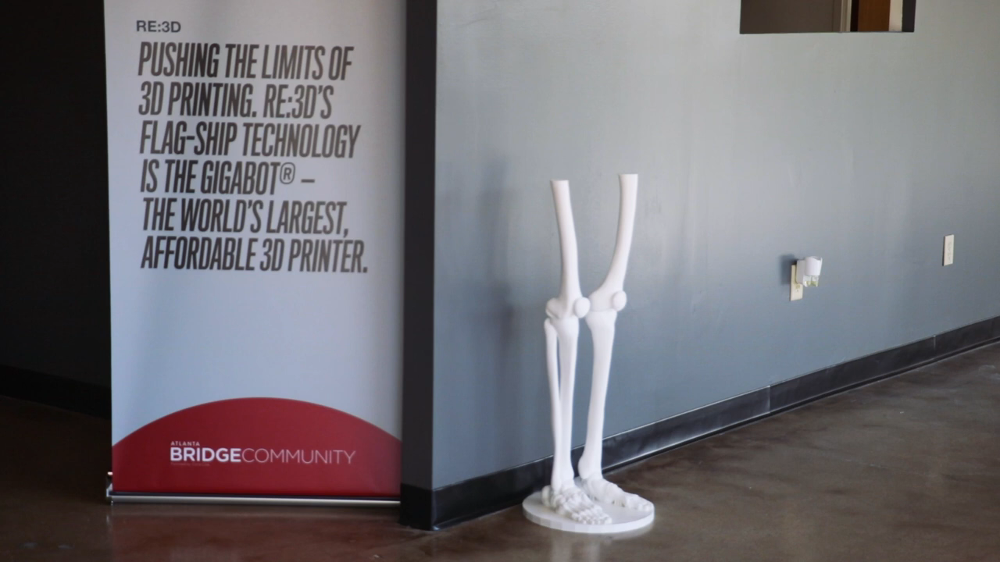 RE:3D
PUSHING THE LIMITS OF
3D PRINTING. RE:3D'S
FLAG-SHIP TECHNOLOGY
IS THE GIGABOT® –
THE WORLD'S LARGEST,
AFFORDABLE 3D PRINTER.
ATLANTA
BRIDGECOMMUNITY